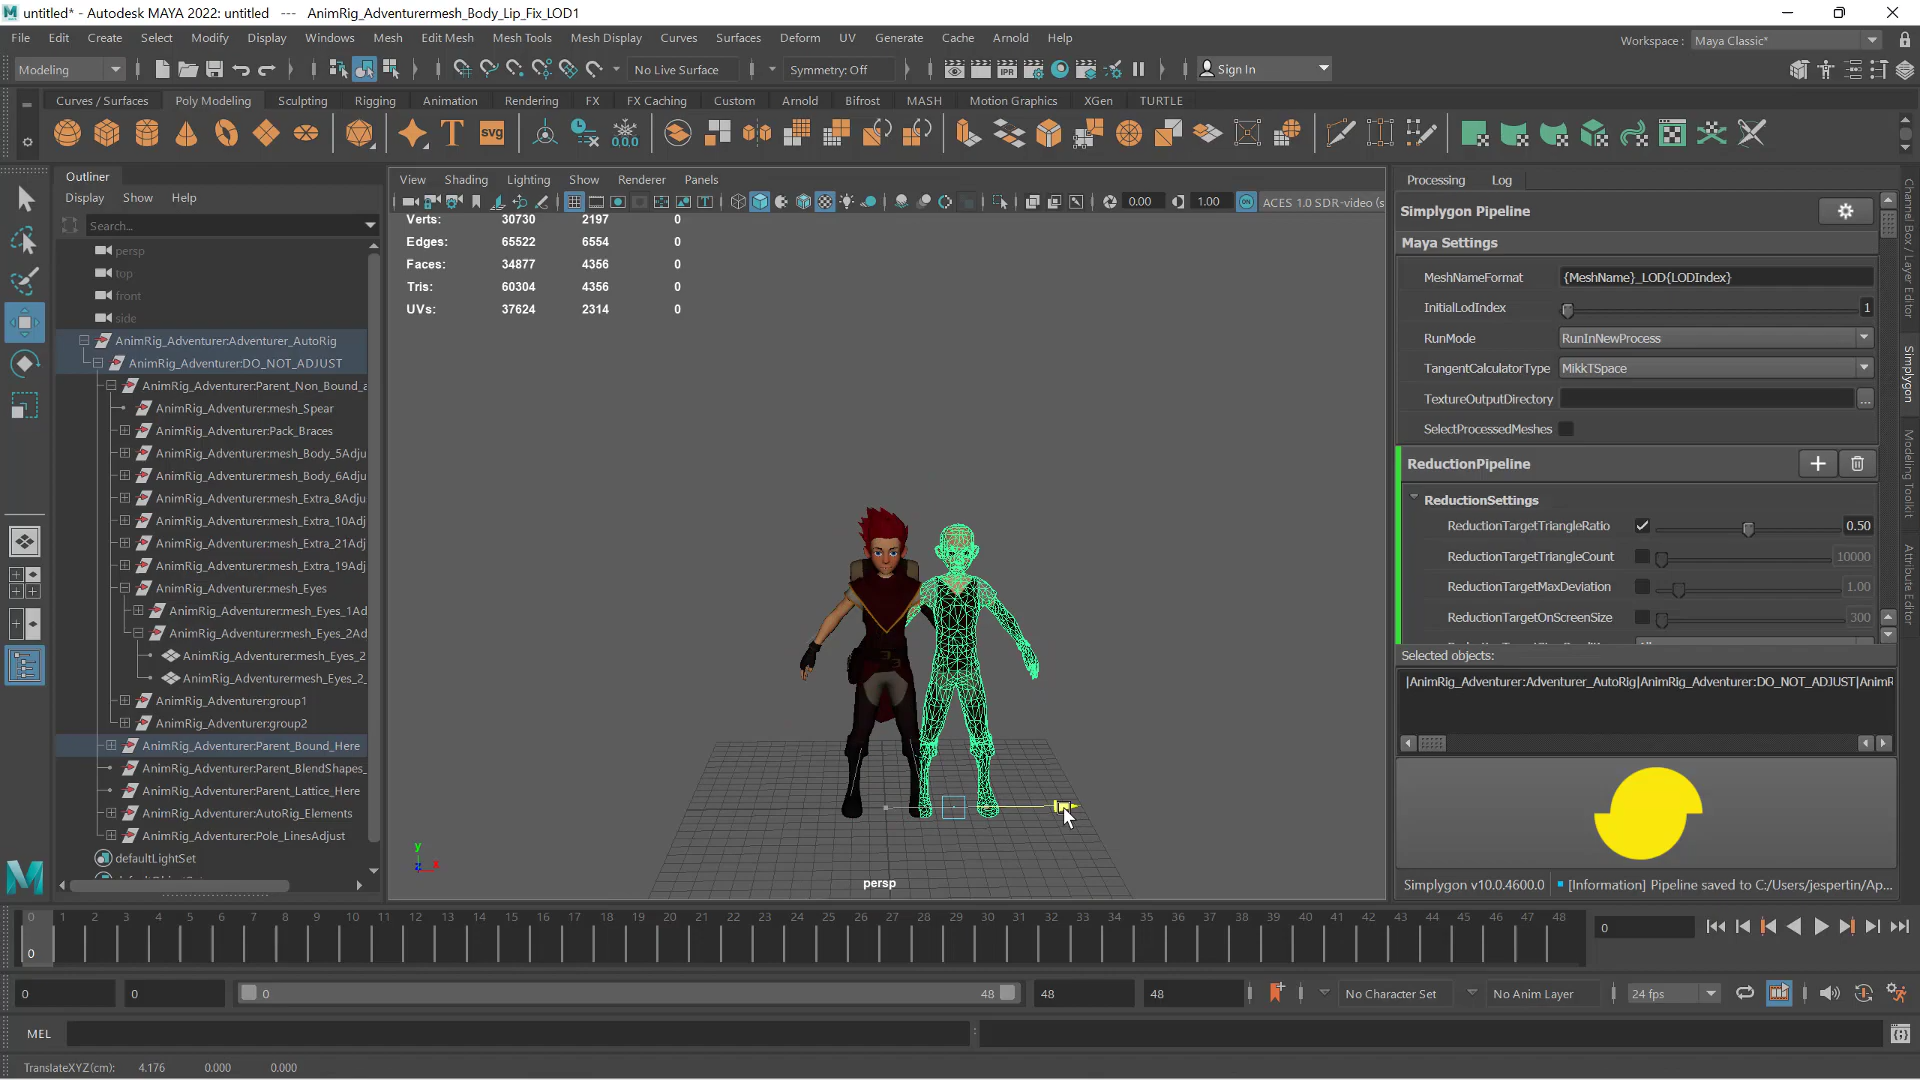 untitled* - Autodesk MAYA 2022: untitled --- AnimRig_Adventurermesh_Body_Lip_Fix_LOD1
File Edit Create Select Modify Display Windows Mesh Edit Mesh Mesh Tools Mesh Display Curves Surfaces Deform UV Generate Cache Arnold Help
Workspace : Maya Classic*
Modeling No Live Surface Symmetry: Off IPR Sign In
Curves / Surfaces Poly Modeling Sculpting Rigging Animation Rendering FX FX Caching Custom Arnold Bifrost MASH Motion Graphics XGen TURTLE
T svg 0,0,0
Outliner
Display Show Help
Search...
persp
top
front
side
AnimRig_Adventurer:Adventurer_AutoRig
AnimRig_Adventurer:DO_NOT_ADJUST
AnimRig_Adventurer:Parent_Non_Bound_a
AnimRig_Adventurer:mesh_Spear
AnimRig_Adventurer:Pack_Braces
AnimRig_Adventurer:mesh_Body_5Adju
AnimRig_Adventurer:mesh_Body_6Adju
AnimRig_Adventurer:mesh_Extra_8Adju
AnimRig_Adventurer:mesh_Extra_10Adj
AnimRig_Adventurer:mesh_Extra_21Adj
AnimRig_Adventurer:mesh_Extra_19Adj
AnimRig_Adventurer:mesh_Eyes
AnimRig_Adventurer:mesh_Eyes_1Ad
AnimRig_Adventurer:mesh_Eyes_2Ad
AnimRig_Adventurer:mesh_Eyes_2
AnimRig_Adventurermesh_Eyes_2_
AnimRig_Adventurer:group1
AnimRig_Adventurer:group2
AnimRig_Adventurer:Parent_Bound_Here
AnimRig_Adventurer:Parent_BlendShapes_
AnimRig_Adventurer:Parent_Lattice_Here
AnimRig_Adventurer:AutoRig_Elements
AnimRig_Adventurer:Pole_LinesAdjust
defaultLightSet
View Shading Lighting Show Renderer Panels
0.00 1.00 ON ACES 1.0 SDR-video (s
Verts: 30730 2197 0
Edges: 65522 6554 0
Faces: 34877 4356 0
Tris: 60304 4356 0
UVs: 37624 2314 0
y
z x
persp
Processing Log
Simplygon Pipeline
Maya Settings
MeshNameFormat {MeshName}_LOD{LODIndex}
InitialLodIndex 1
RunMode RunInNewProcess
TangentCalculatorType MikkTSpace
TextureOutputDirectory ...
SelectProcessedMeshes
ReductionPipeline
ReductionSettings
ReductionTargetTriangleRatio 0.50
ReductionTargetTriangleCount 10000
ReductionTargetMaxDeviation 1.00
ReductionTargetOnScreenSize 300
Selected objects:
|AnimRig_Adventurer:Adventurer_AutoRig|AnimRig_Adventurer:DO_NOT_ADJUST|AnimR
Simplygon v10.0.4600.0 [Information] Pipeline saved to C:/Users/jespertin/Ap...
Channel Box / Layer Editor
Simplygon
Modeling Toolkit
Attribute Editor
0 1 2 3 4 5 6 7 8 9 10 11 12 13 14 15 16 17 18 19 20 21 22 23 24 25 26 27 28 29 30 31 32 33 34 35 36 37 38 39 40 41 42 43 44 45 46 47 48
0 0
0 0 0 48 48 48 No Character Set No Anim Layer 24 fps
MEL
TranslateXYZ(cm): 4.176 0.000 0.000